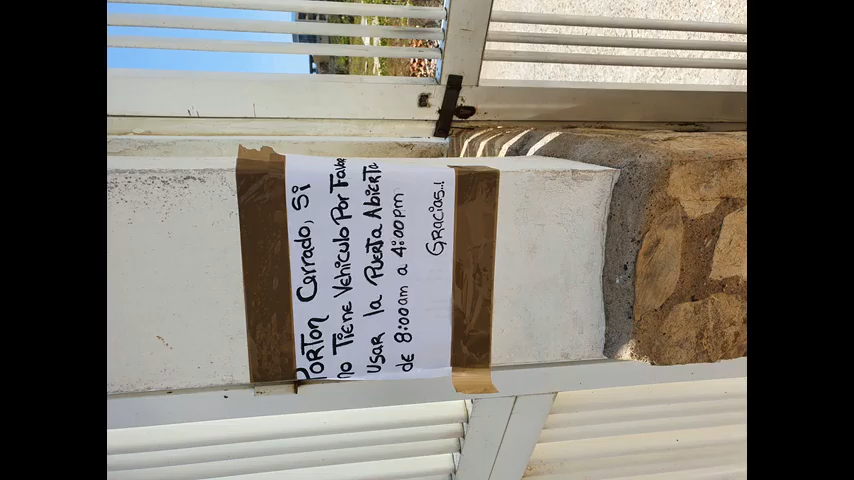 PORTON Cerrado, Si
no Tiene Vehiculo Por Favor
usar la Puerta Abierta
de 8:00am a 4:00pm
Gracias..!